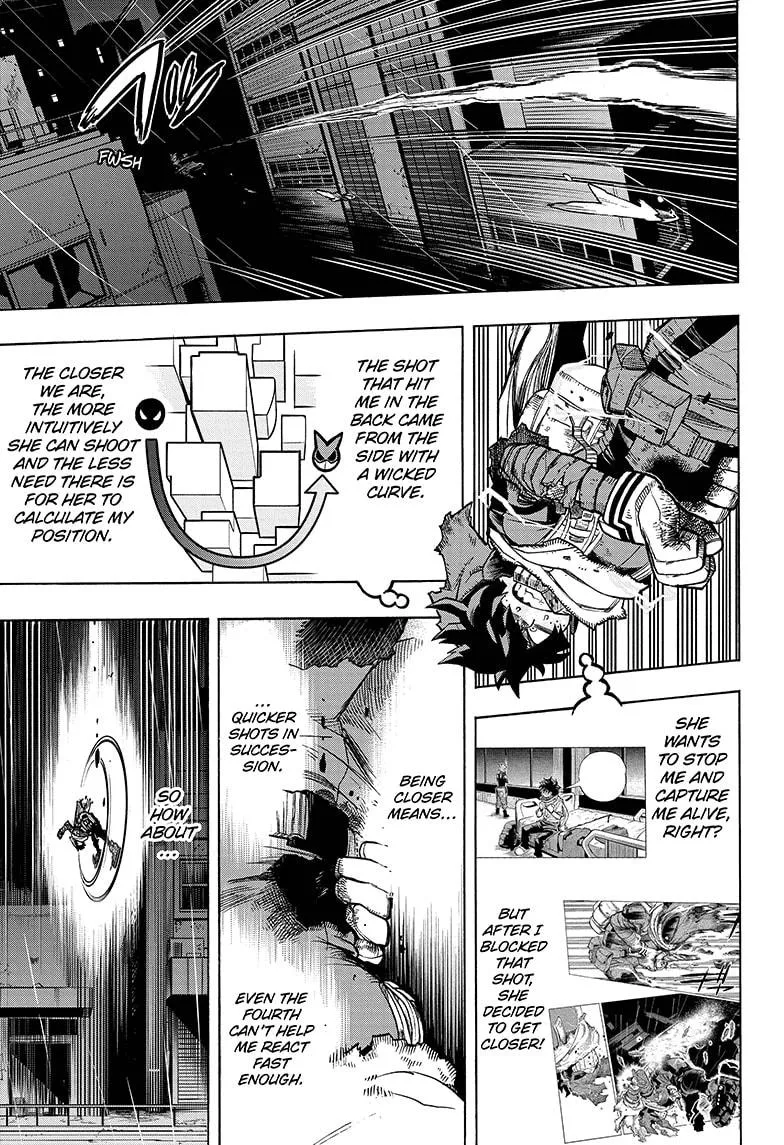 ベ
FWSH
THE SHOT
THAT HIT
ME IN THE
BACK CAME
FROM THE
SIDE WITH
A WICKED
CURVE.
THE CLOSER
WE ARE,
THE MORE
INTUITIVELY
SHE CAN SHOOT
AND THE LESS
NEED THERE IS
FOR HER TO
CALCULATE MY
POSITION.
SHE
WANTS
TO STOP
ME AND
CAPTURE
ME ALIVE,
RIGHT?
BUT
AFTER I
BLOCKED
THAT
SHOT,
SHE
DECIDED
TO GET
CLOSER!
BEING
CLOSER
MEANS...
...
QUICKER
SHOTS IN
SUCCES-
SION.
EVEN THE
FOURTH
CAN'T HELP
ME REACT
FAST
ENOUGH.
SO
HOW
ABOUT
...